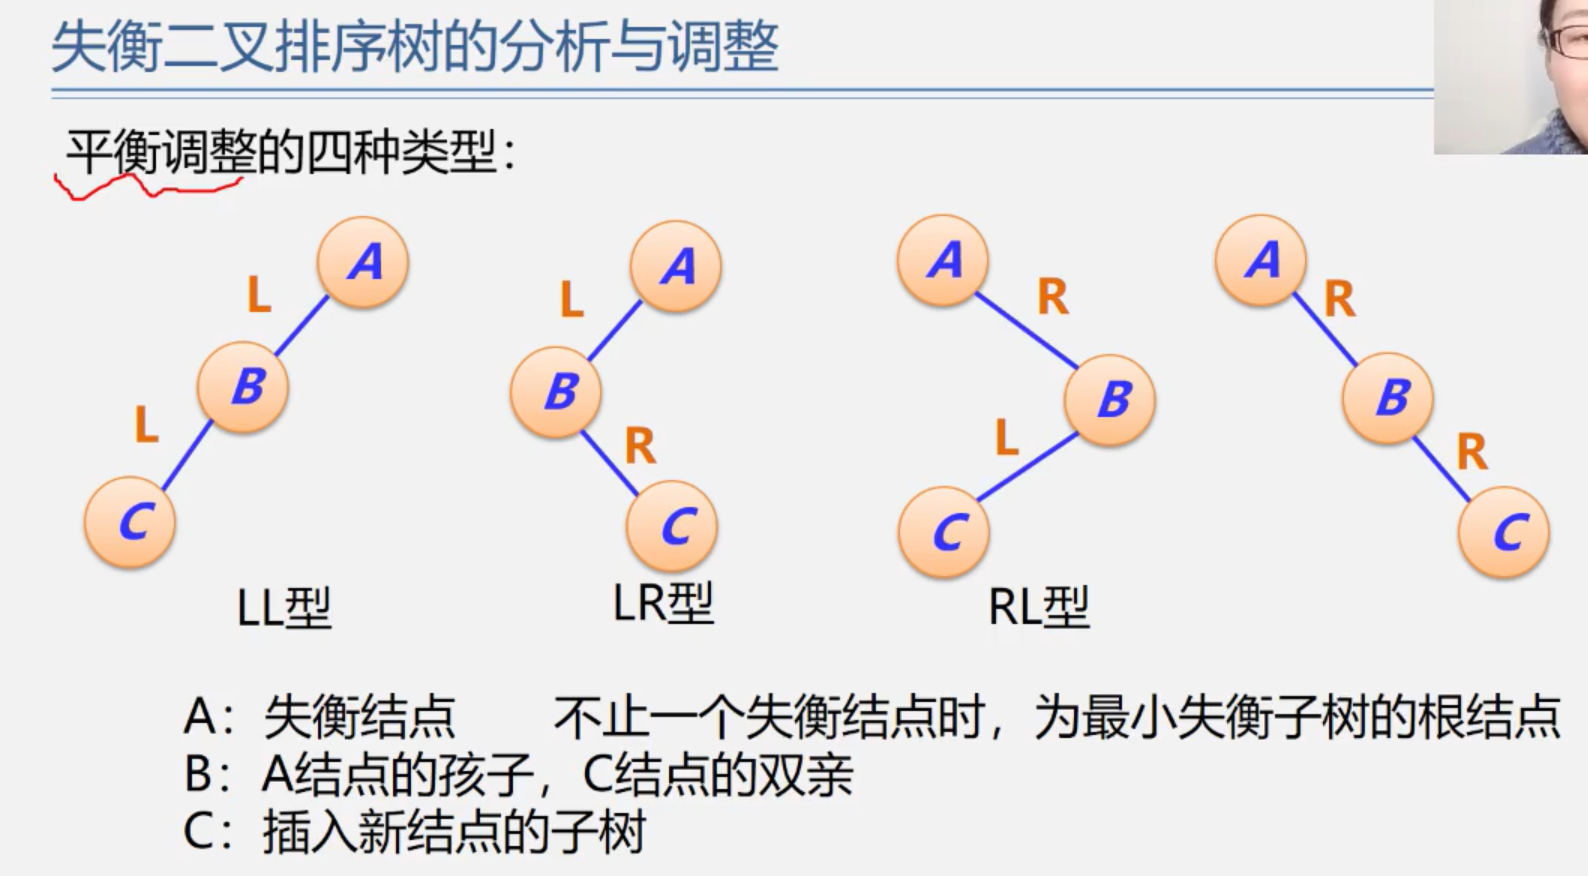 失衡二叉排序树的分析与调整
平衡调整的四种类型：
A
L
B
L
C
LL型
A
L
B
R
C
LR型
A
R
B
L
C
RL型
A
R
B
R
C
A：失衡结点 不止一个失衡结点时，为最小失衡子树的根结点
B：A结点的孩子，C结点的双亲
C：插入新结点的子树